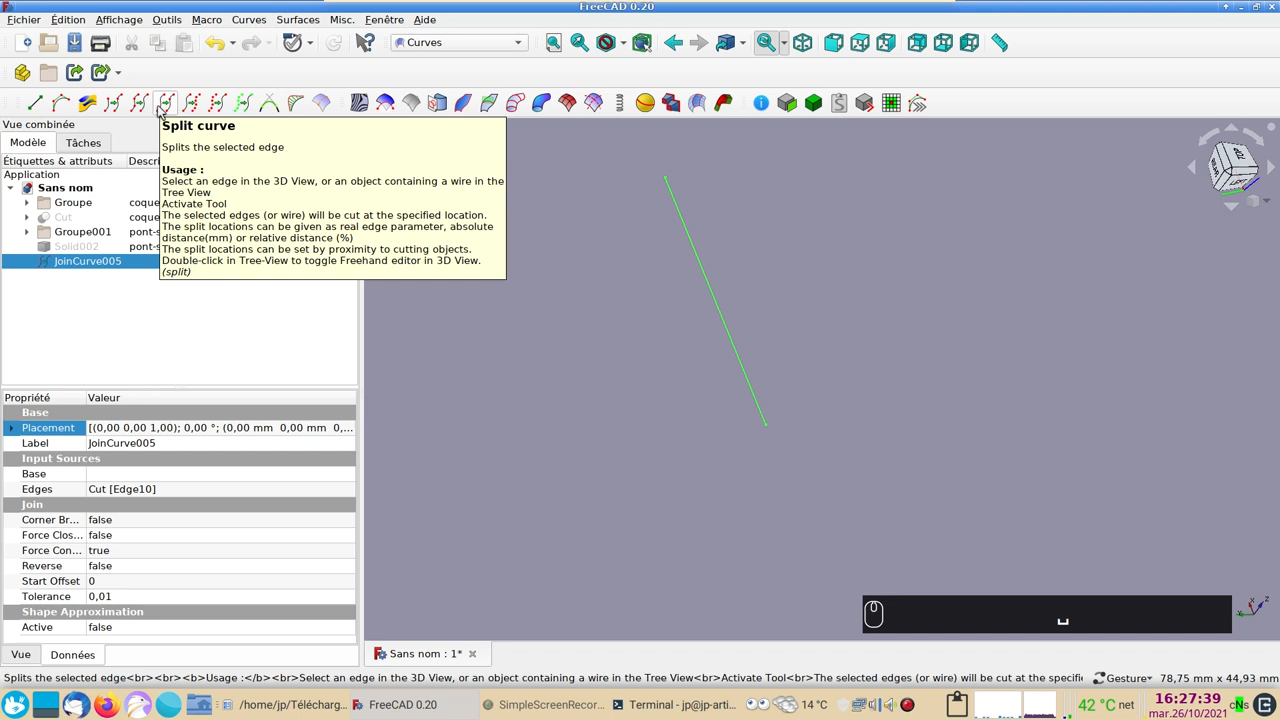 FreeCAD 0.20
Fichier Édition Affichage Outils Macro Curves Surfaces Misc. Fenêtre Aide
Curves
Vue combinée
Modèle Tâches
Étiquettes & attributs Descri
Application
Sans nom
Groupe coque
Cut coque
Groupe001 pont-s
Solid002 pont-s
JoinCurve005
Split curve
Splits the selected edge
Usage :
Select an edge in the 3D View, or an object containing a wire in the
Tree View
Activate Tool
The selected edges (or wire) will be cut at the specified location.
The split locations can be given as real edge parameter, absolute
distance(mm) or relative distance (%)
The split locations can be set by proximity to cutting objects.
Double-click in Tree-View to toggle Freehand editor in 3D View.
(split)
Propriété Valeur
Base
Placement [(0,00 0,00 1,00); 0,00 °; (0,00 mm 0,00 mm 0,...
Label JoinCurve005
Input Sources
Base
Edges Cut [Edge10]
Join
Corner Br... false
Force Clos... false
Force Con... true
Reverse false
Start Offset 0
Tolerance 0,01
Shape Approximation
Active false
Vue Données
Sans nom : 1*
Splits the selected edge<br><br><b>Usage :</b><br>Select an edge in the 3D View, or an object containing a wire in the Tree View<br>Activate Tool<br>The selected edges (or wire) will be cut at the specifi Gesture 78,75 mm x 44,93 mm
/home/jp/Télécharg... FreeCAD 0.20 SimpleScreenRecor... Terminal - jp@jp-arti... 14 °C 42 °C net 16:27:39
mar.26/10/2021